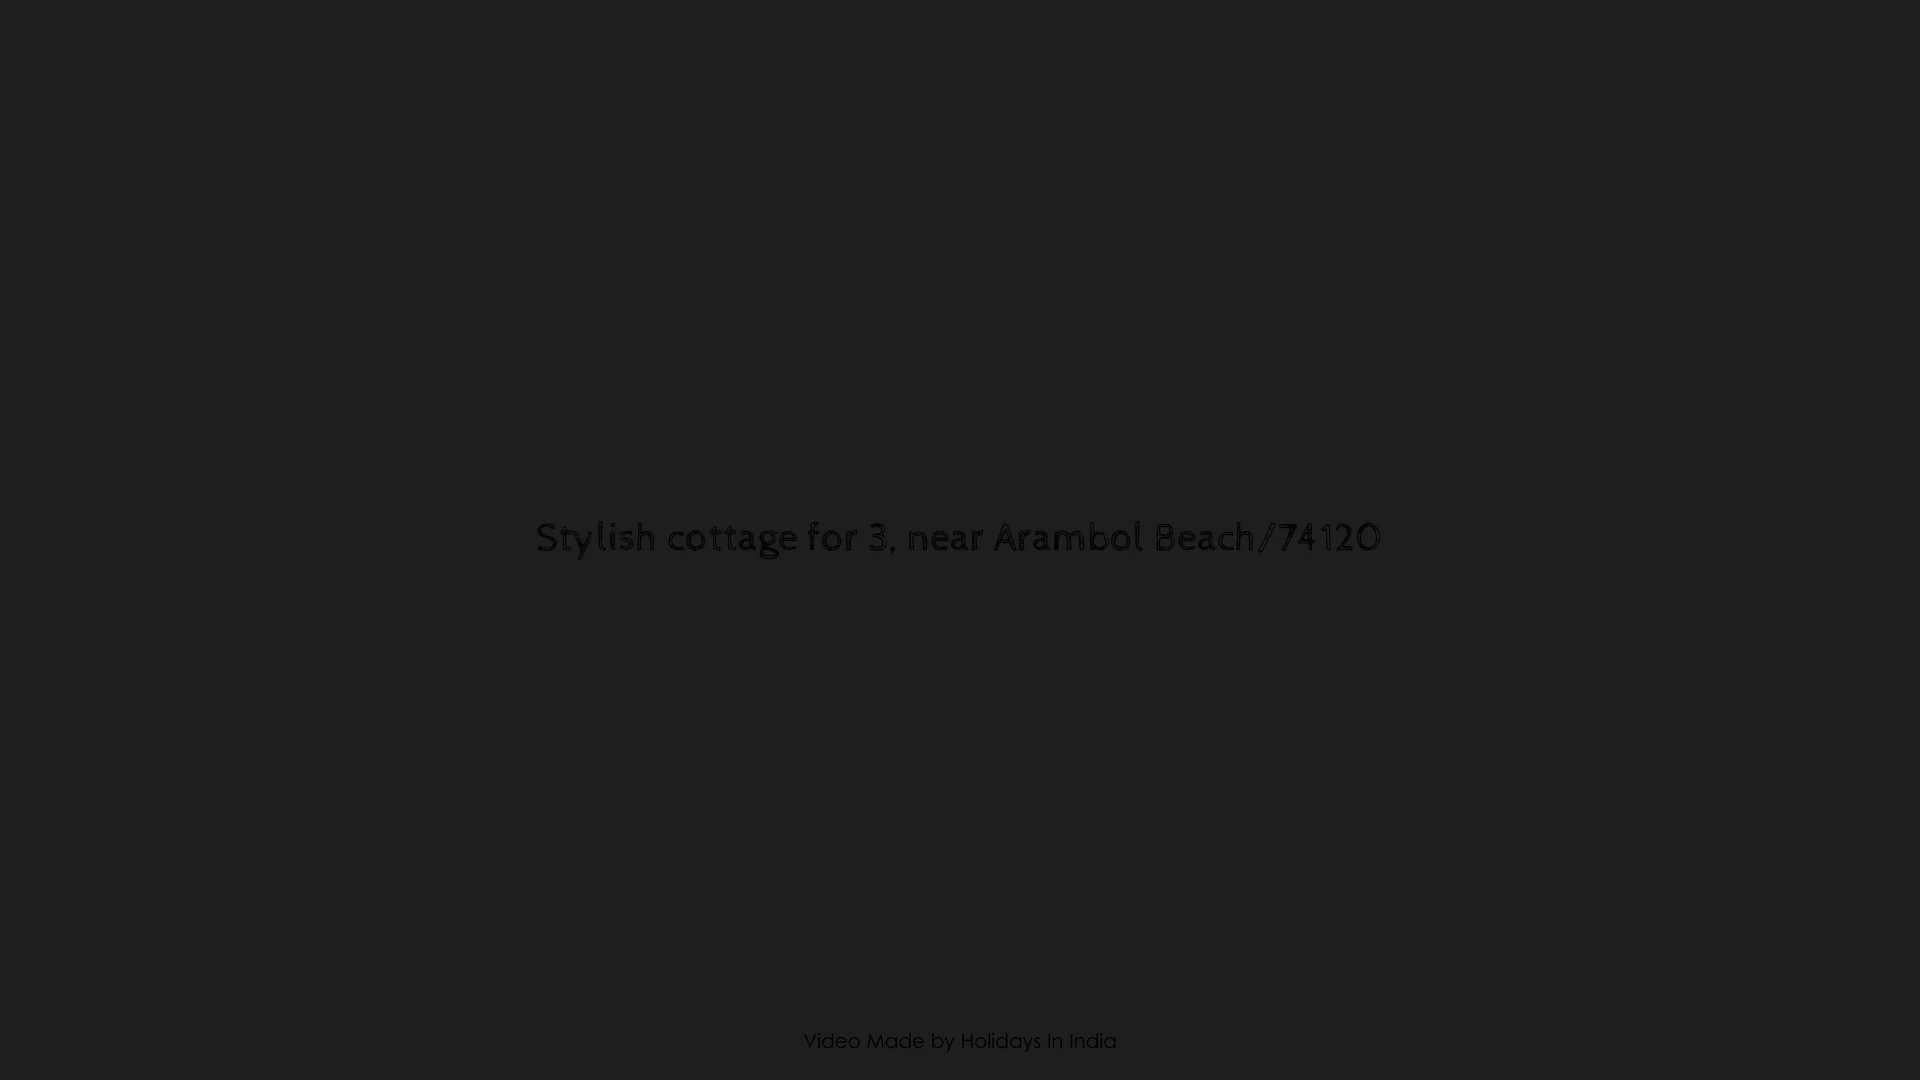 Stylish cottage for 3, near Arambol Beach/74120
Video Made by Holidays In India